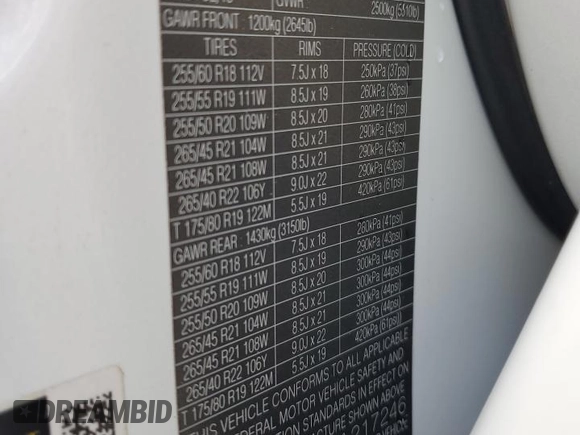 GVWR 2500kg (5510lb)
GAWR FRONT : 1200kg (2645lb)
TIRES RIMS PRESSURE (COLD)
255/60 R18 112V 7.5J x 18 250kPa (37psi)
255/55 R19 111W 8.5J x 19 260kPa (38psi)
255/50 R20 109W 8.5J x 20 280kPa (41psi)
265/45 R21 104W 8.5J x 21 290kPa (43psi)
265/45 R21 108W 8.5J x 21 290kPa (43psi)
265/40 R22 106Y 9.0J x 22 290kPa (43psi)
T 175/80 R19 122M 5.5J x 19 420kPa (61psi)
GAWR REAR : 1430kg (3150lb)
255/60 R18 112V 7.5J x 18 280kPa (41psi)
255/55 R19 111W 8.5J x 19 290kPa (43psi)
255/50 R20 109W 8.5J x 20 300kPa (44psi)
265/45 R21 104W 8.5J x 21 300kPa (44psi)
265/45 R21 108W 8.5J x 21 300kPa (44psi)
265/40 R22 106Y 9.0J x 22 300kPa (44psi)
T 175/80 R19 122M 5.5J x 19 420kPa (61psi)
THIS VEHICLE CONFORMS TO ALL APPLICABLE
FEDERAL MOTOR VEHICLE SAFETY AND
STANDARDS IN EFFECT ON
SHOWN ABOVE
217246
DREAMBID